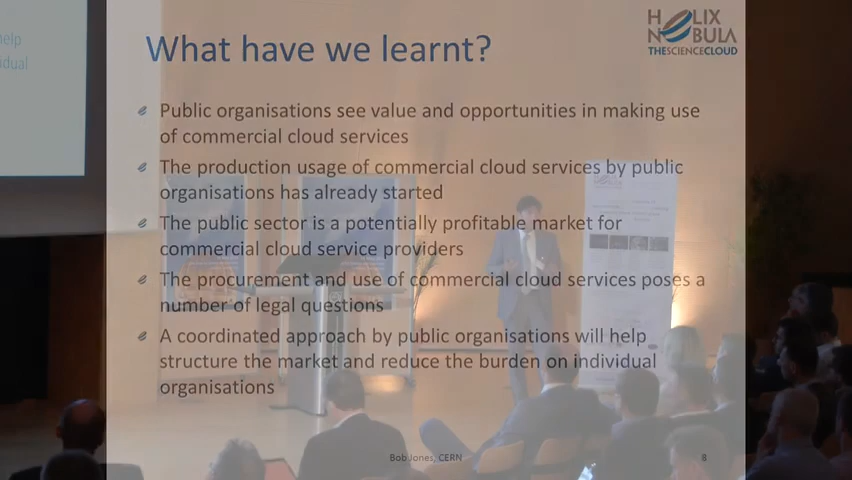 help
idual
What have we learnt?
HELIX
NEBULA
THESCIENCECLOUD
Public organisations see value and opportunities in making use
of commercial cloud services
The production usage of commercial cloud services by public
organisations has already started
The public sector is a potentially profitable market for
commercial cloud service providers
The procurement and use of commercial cloud services poses a
number of legal questions
A coordinated approach by public organisations will help
structure the market and reduce the burden on individual
organisations
Bob Jones, CERN
8